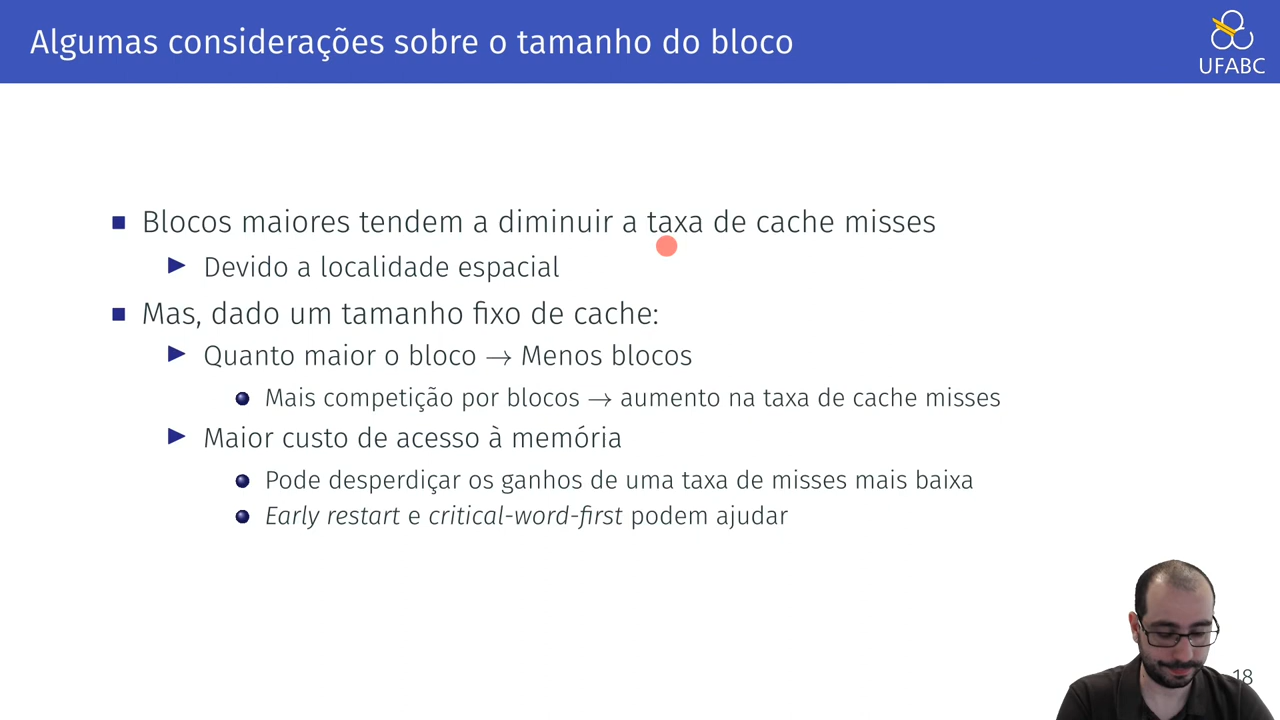 Algumas considerações sobre o tamanho do bloco
UFABC
Blocos maiores tendem a diminuir a taxa de cache misses
Devido a localidade espacial
Mas, dado um tamanho fixo de cache:
Quanto maior o bloco → Menos blocos
Mais competição por blocos → aumento na taxa de cache misses
Maior custo de acesso à memória
Pode desperdiçar os ganhos de uma taxa de misses mais baixa
Early restart e critical-word-first podem ajudar
18